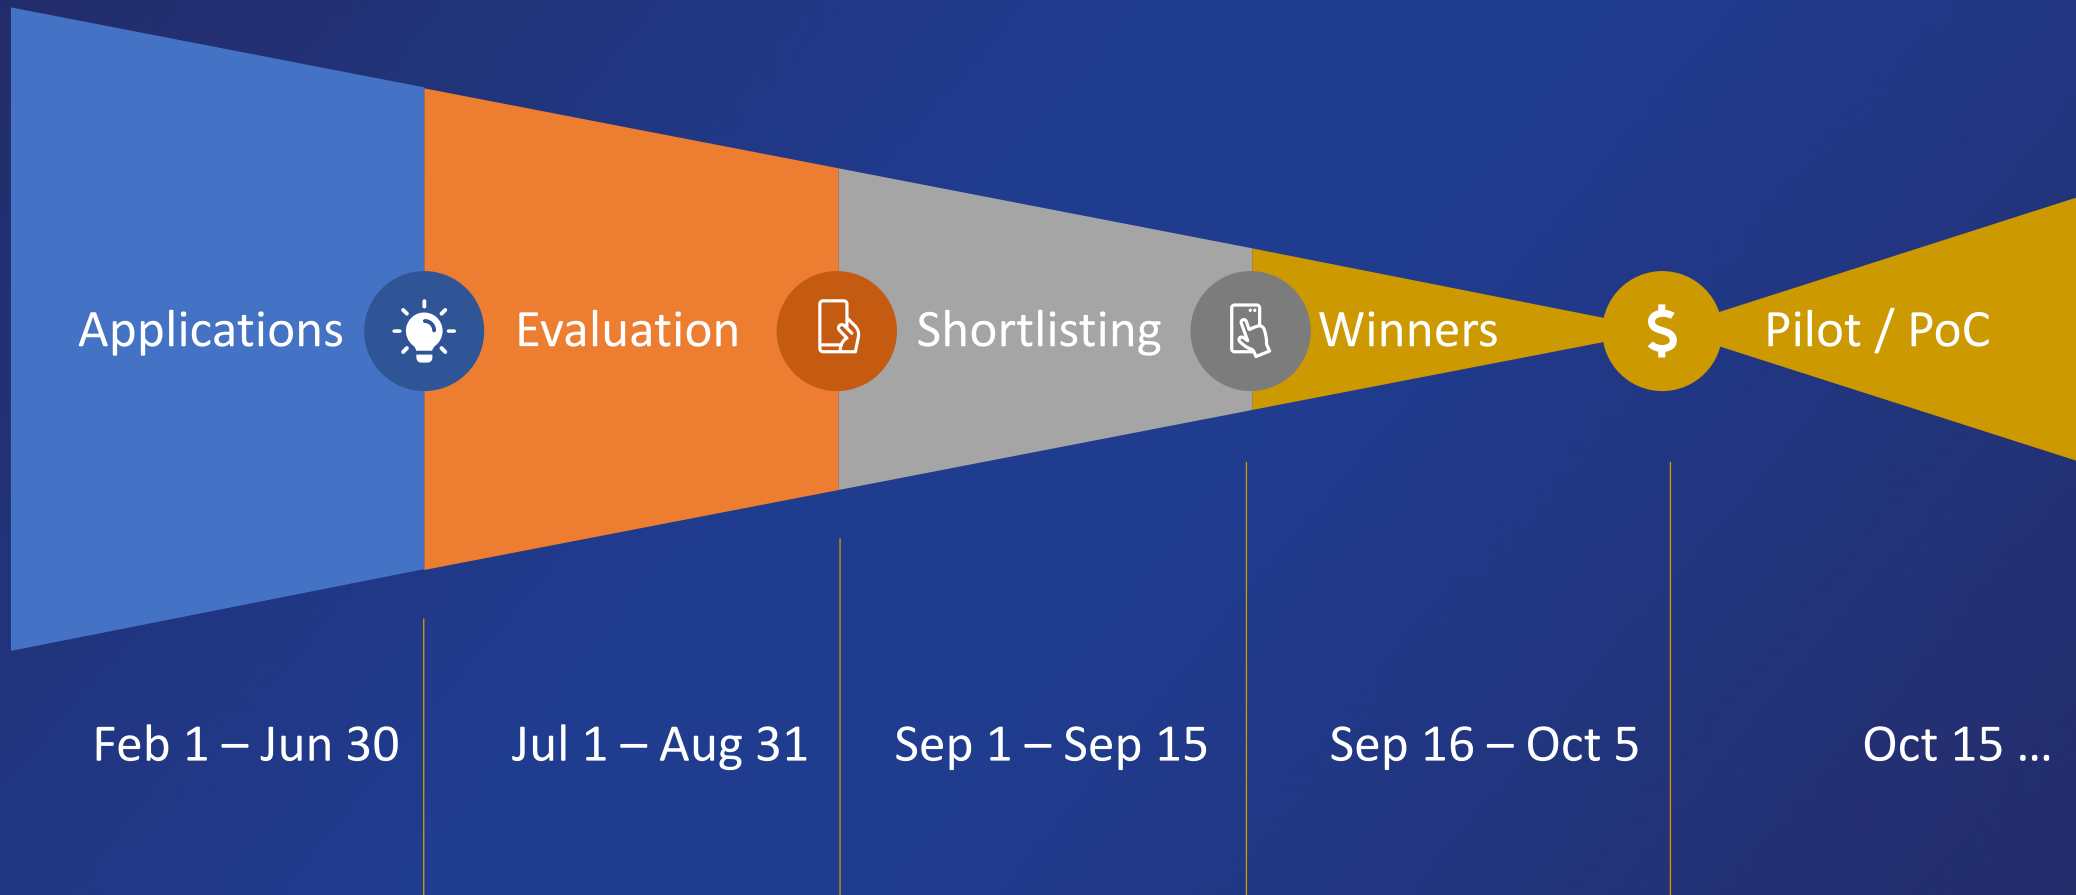 Applications
Evaluation
Shortlisting
Winners
$
Pilot / PoC
Feb 1 – Jun 30
Jul 1 – Aug 31
Sep 1 – Sep 15
Sep 16 – Oct 5
Oct 15 ...